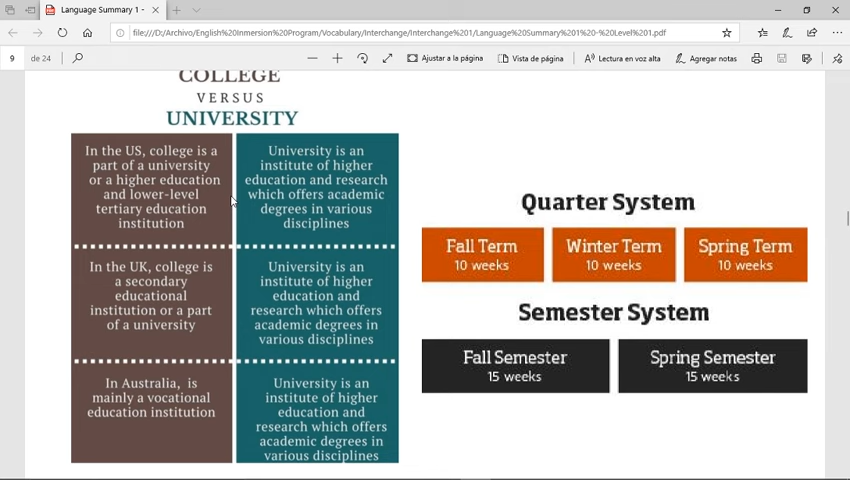 Language Summary 1 -
file:///D:/Archivo/English%20Inmersion%20Program/Vocabulary/Interchange/Interchange%201/Language%20Summary%201%20-%20Level%201.pdf
9 de 24
Ajustar a la página
Vista de página
Lectura en voz alta
Agregar notas
COLLEGE
VERSUS
UNIVERSITY
In the US, college is a
part of a university
or a higher education
and lower-level
tertiary education
institution
University is an
institute of higher
education and research
which offers academic
degrees in various
disciplines
In the UK, college is
a secondary
educational
institution or a part
of a university
University is an
institute of higher
education and
research which offers
academic degrees in
various disciplines
In Australia, is
mainly a vocational
education institution
University is an
institute of higher
education and
research which offers
academic degrees in
various disciplines
Quarter System
Fall Term
10 weeks
Winter Term
10 weeks
Spring Term
10 weeks
Semester System
Fall Semester
15 weeks
Spring Semester
15 weeks